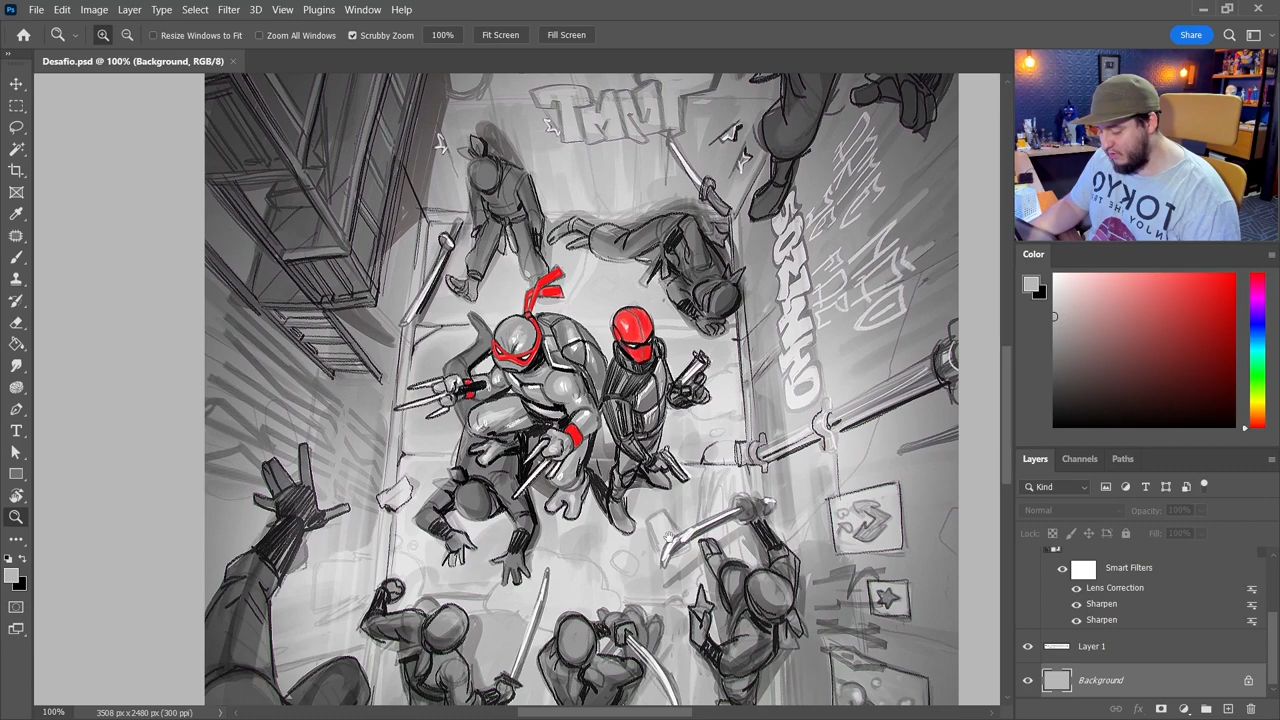 File Edit Image Layer Type Select Filter 3D View Plugins Window Help
Resize Windows to Fit Zoom All Windows Scrubby Zoom 100% Fit Screen Fill Screen Share
Desafio.psd @ 100% (Background, RGB/8)
TMNT
TOKYO
Color
Layers Channels Paths
Kind
Normal Opacity: 100%
Lock: Fill: 100%
Smart Filters
Lens Correction
Sharpen
Sharpen
Layer 1
Background
100% 3508 px x 2480 px (300 ppi)